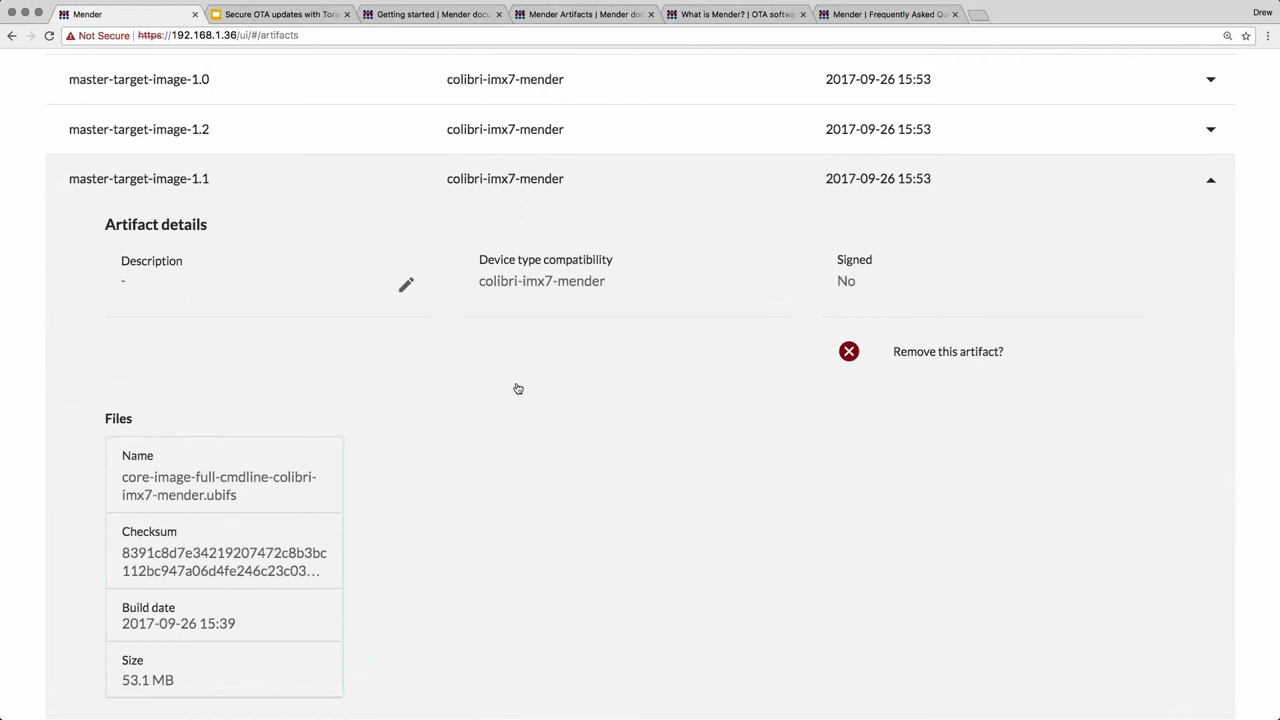 Mender
Secure OTA updates with Tora
Getting started | Mender docu
Mender Artifacts | Mender doc
What is Mender? | OTA softwa
Mender | Frequently Asked Qu
Drew
Not Secure https://192.168.1.36/ui/#/artifacts
master-target-image-1.0 colibri-imx7-mender 2017-09-26 15:53
master-target-image-1.2 colibri-imx7-mender 2017-09-26 15:53
master-target-image-1.1 colibri-imx7-mender 2017-09-26 15:53
Artifact details
Description
-
Device type compatibility
colibri-imx7-mender
Signed
No
Remove this artifact?
Files
Name
core-image-full-cmdline-colibri-
imx7-mender.ubifs
Checksum
8391c8d7e34219207472c8b3bc
112bc947a06d4fe246c23c03...
Build date
2017-09-26 15:39
Size
53.1 MB